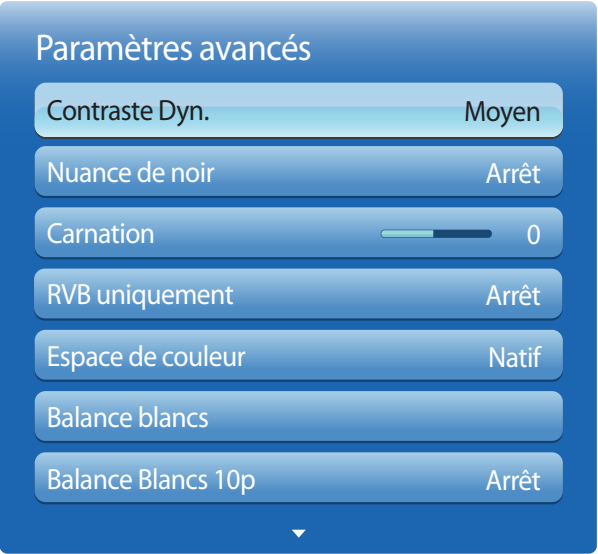 Paramètres avancés
Contraste Dyn. Moyen
Nuance de noir Arrêt
Carnation 0
RVB uniquement Arrêt
Espace de couleur Natif
Balance blancs
Balance Blancs 10p Arrêt